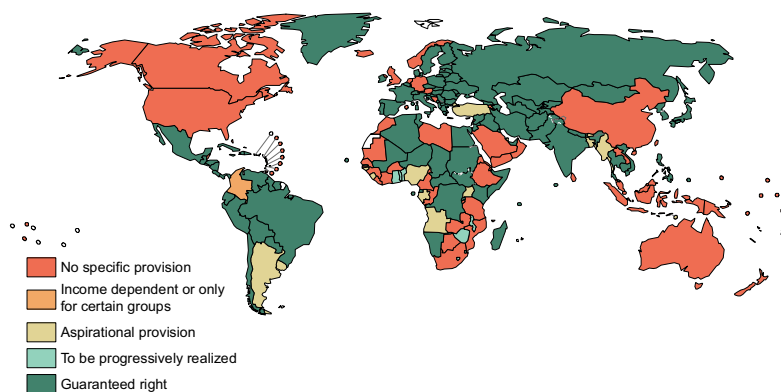 No specific provision
Income dependent or only
for certain groups
Aspirational provision
To be progressively realized
Guaranteed right